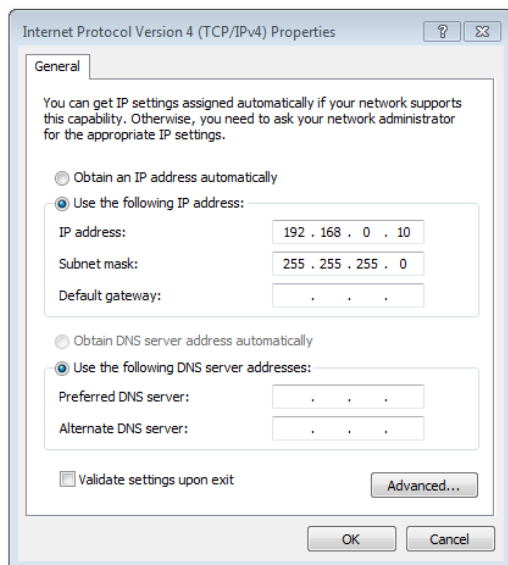 Internet Protocol Version 4 (TCP/IPv4) Properties
General
You can get IP settings assigned automatically if your network supports
this capability. Otherwise, you need to ask your network administrator
for the appropriate IP settings.
Obtain an IP address automatically
Use the following IP address:
IP address: 192 . 168 . 0 . 10
Subnet mask: 255 . 255 . 255 . 0
Default gateway: . . .
Obtain DNS server address automatically
Use the following DNS server addresses:
Preferred DNS server: . . .
Alternate DNS server: . . .
Validate settings upon exit
Advanced...
OK Cancel